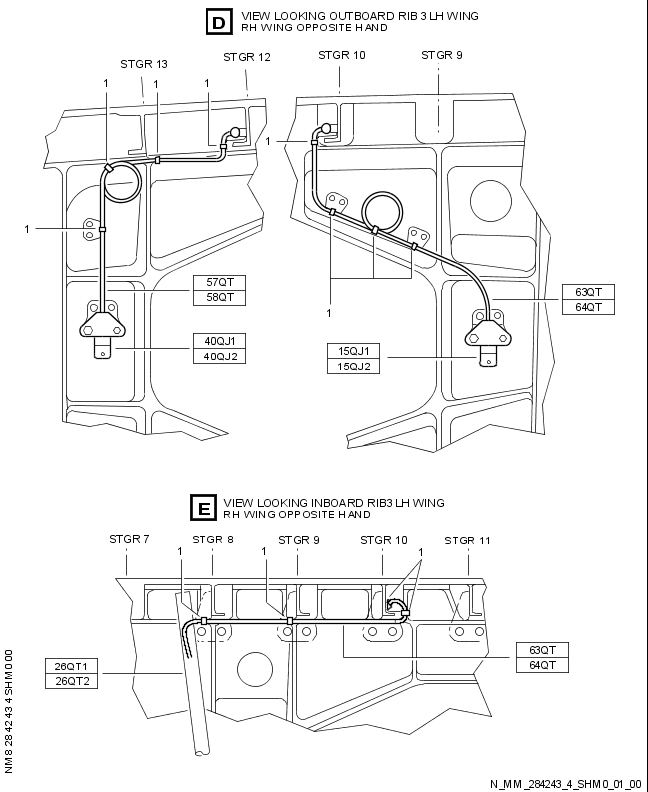 D
VIEW LOOKING OUTBOARD RIB 3 LH WING
RH WING OPPOSITE HAND
STGR 13
STGR 12
STGR 10
STGR 9
1
1
1
1
1
1
57QT
58QT
40QJ1
40QJ2
63QT
64QT
15QJ1
15QJ2
E
VIEW LOOKING INBOARD RIB3 LH WING
RH WING OPPOSITE HAND
STGR 7
STGR 8
STGR 9
STGR 10
STGR 11
1
1
1
26QT1
26QT2
63QT
64QT
NM8 284243 4 SHM0 00
N_MM_284243_4_SHM0_01_00